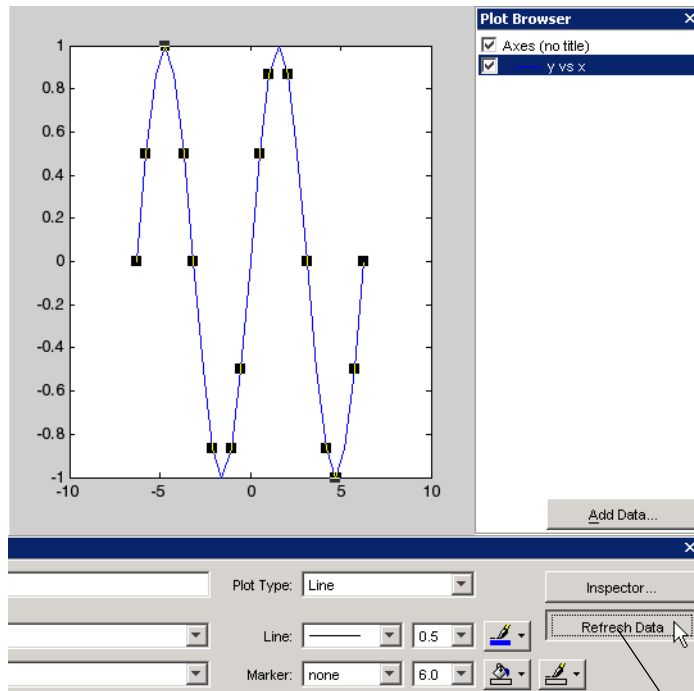 Plot Browser
Axes (no title)
y vs x
1
0.8
0.6
0.4
0.2
0
-0.2
-0.4
-0.6
-0.8
-1
-10 -5 0 5 10
Add Data...
Plot Type: Line
Inspector...
Line: 0.5
Refresh Data
Marker: none 6.0